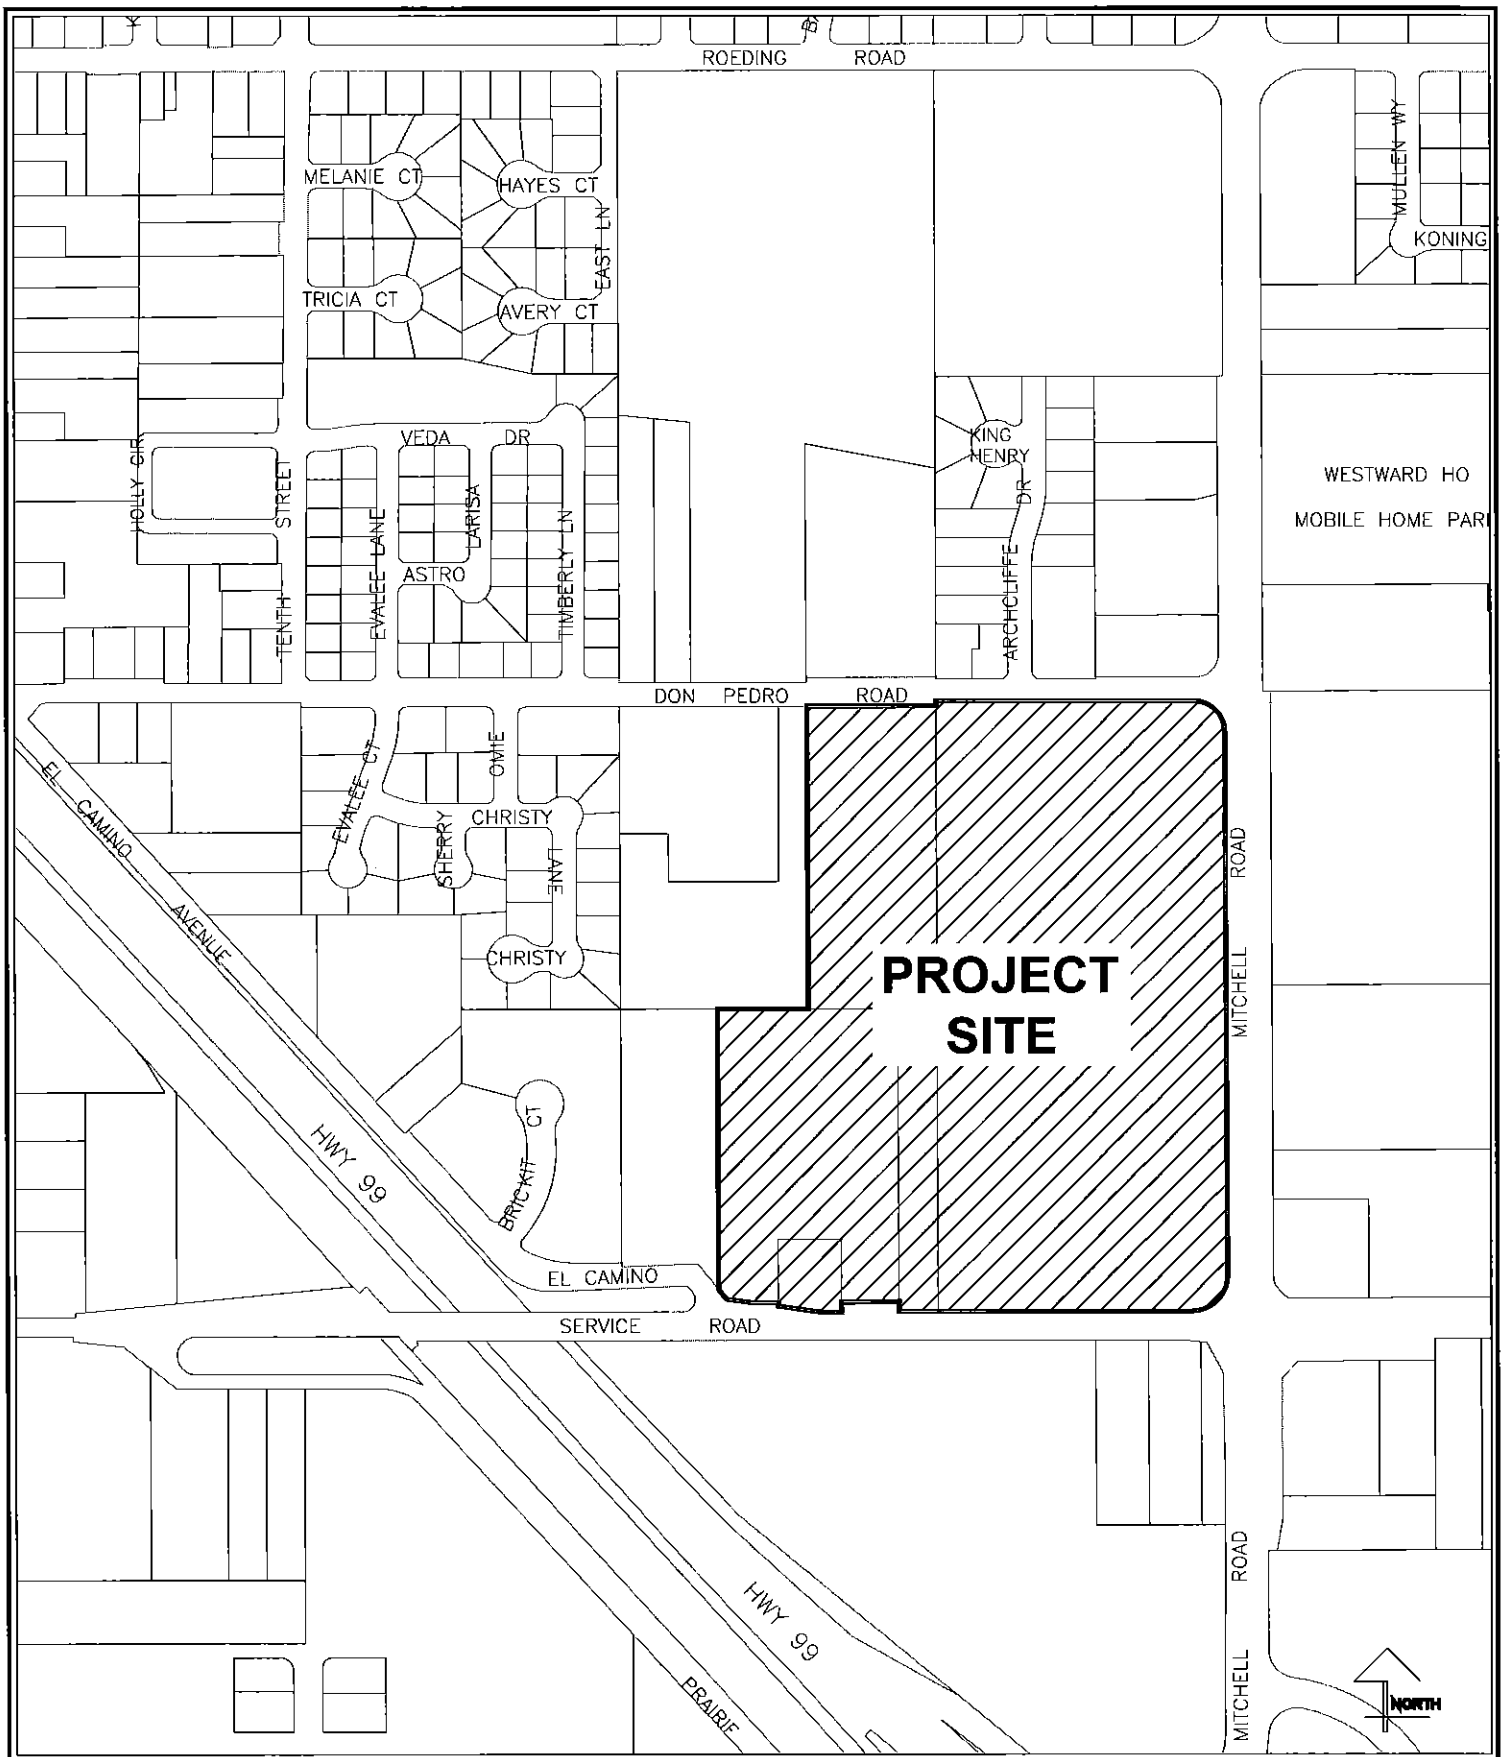 ROEDING ROAD
MELANIE CT
HAYES CT
MULLEN WY
EAST LN
KONING
TRICIA CT
AVERY CT
HOLLY CIR
STREET
VEDA DR
KING
HENRY
DR
WESTWARD HO
MOBILE HOME PAR
LARISA
EVALEE LANE
TIMBERLY LN
ASTRO
TENTH
ARCHCLIFFE
DON PEDRO ROAD
EL CAMINO
AVENUE
EVALEE CT
OMIE
SHERRY
CHRISTY
LANE
CHRISTY
ROAD
MITCHELL
PROJECT
SITE
HWY 99
BRICKIT CT
EL CAMINO
SERVICE ROAD
HWY 99
PRAIRIE
ROAD
MITCHELL
NORTH